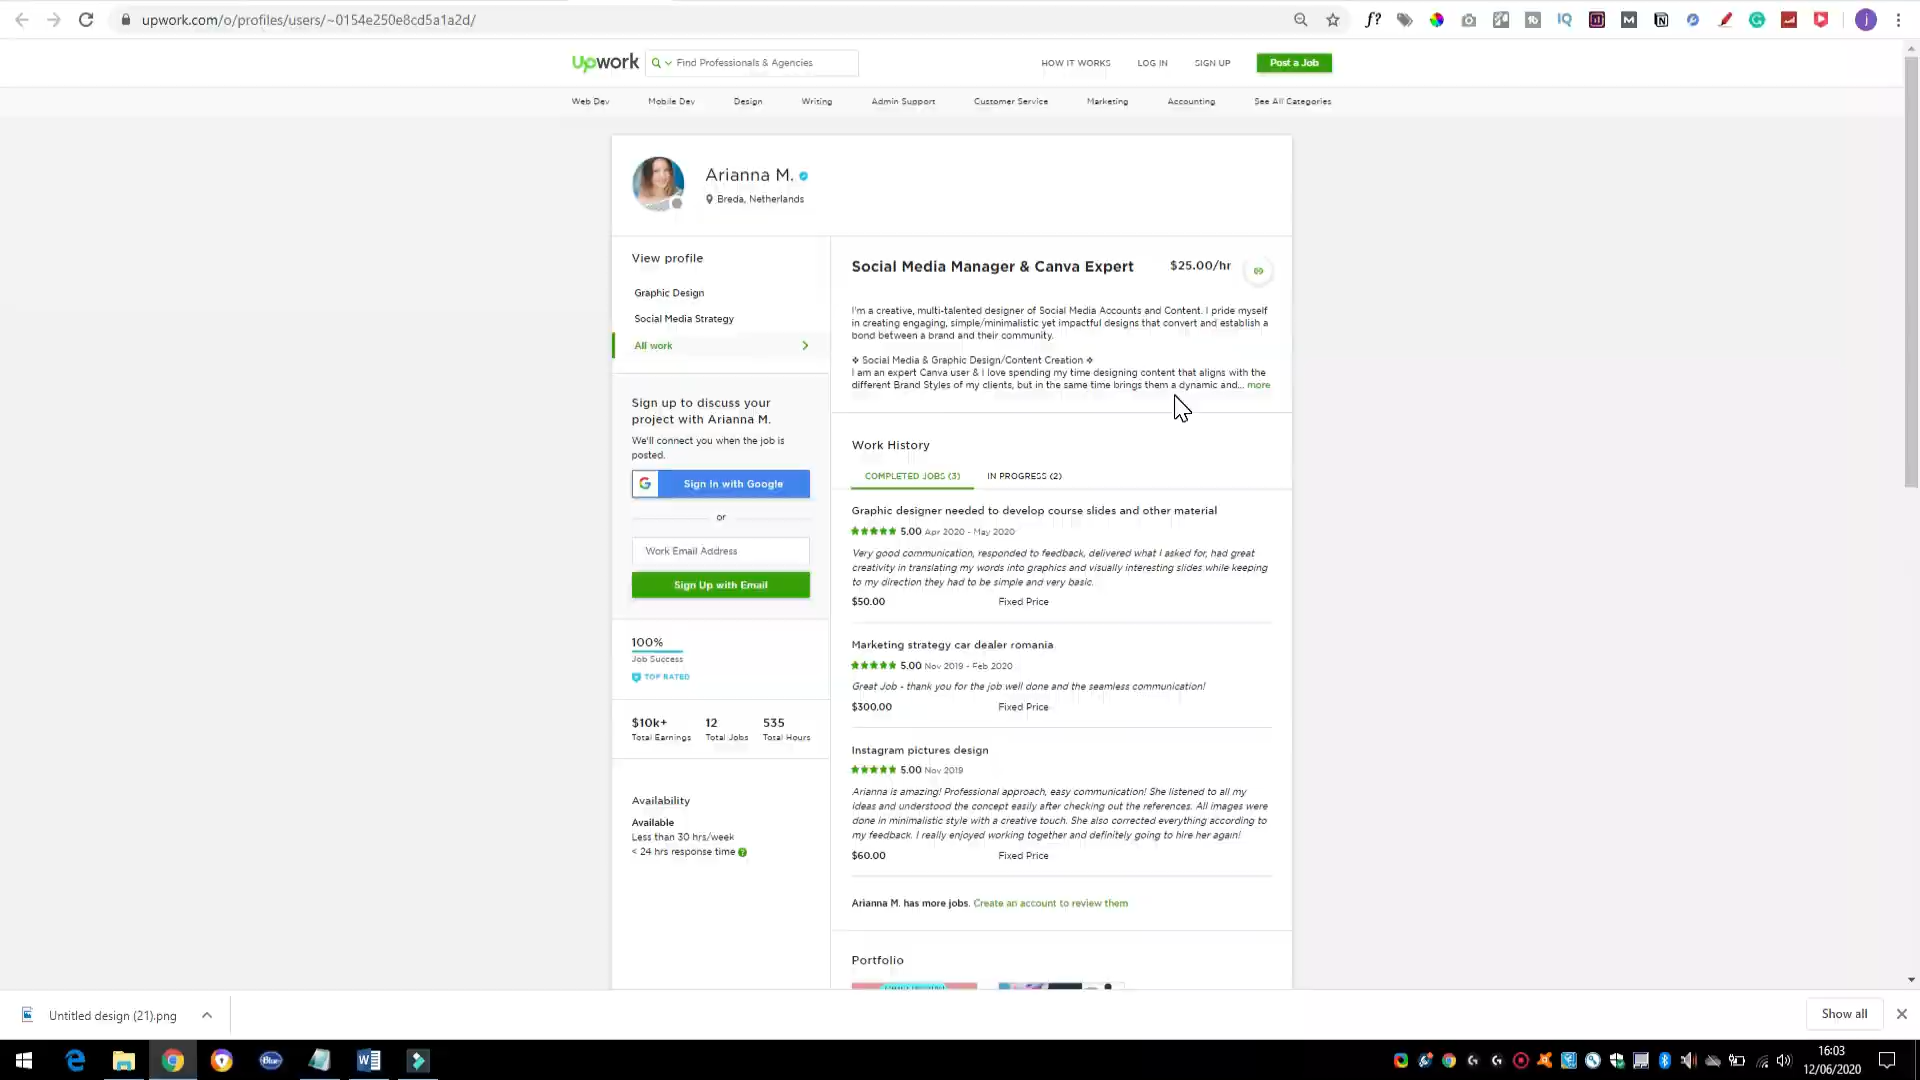 upwork.com/o/profiles/users/~0154e250e8cd5a1a2d/
upwork
Find Professionals & Agencies
HOW IT WORKS
LOG IN
SIGN UP
Post a Job
Web Dev
Mobile Dev
Design
Writing
Admin Support
Customer Service
Marketing
Accounting
See All Categories
Arianna M.
Breda, Netherlands
View profile
Graphic Design
Social Media Strategy
All work
Sign up to discuss your
project with Arianna M.
We'll connect you when the job is
posted.
Sign In with Google
or
Work Email Address
Sign Up with Email
100%
Job Success
TOP RATED
$10k+ 12 535
Total Earnings Total Jobs Total Hours
Availability
Available
Less than 30 hrs/week
< 24 hrs response time
Social Media Manager & Canva Expert
$25.00/hr
I'm a creative, multi-talented designer of Social Media Accounts and Content. I pride myself
in creating engaging, simple/minimalistic yet impactful designs that convert and establish a
bond between a brand and their community.
❖ Social Media & Graphic Design/Content Creation ❖
I am an expert Canva user & I love spending my time designing content that aligns with the
different Brand Styles of my clients, but in the same time brings them a dynamic and... more
Work History
COMPLETED JOBS (3)
IN PROGRESS (2)
Graphic designer needed to develop course slides and other material
5.00 Apr 2020 - May 2020
Very good communication, responded to feedback, delivered what I asked for, had great
creativity in translating my words into graphics and visually interesting slides while keeping
to my direction they had to be simple and very basic.
$50.00 Fixed Price
Marketing strategy car dealer romania
5.00 Nov 2019 - Feb 2020
Great Job - thank you for the job well done and the seamless communication!
$300.00 Fixed Price
Instagram pictures design
5.00 Nov 2019
Arianna is amazing! Professional approach, easy communication! She listened to all my
ideas and understood the concept easily after checking out the references. All images were
done in minimalistic style with a creative touch. She also corrected everything according to
my feedback. I really enjoyed working together and definitely going to hire her again!
$60.00 Fixed Price
Arianna M. has more jobs. Create an account to review them
Portfolio
Untitled design (21).png
Show all
16:03
12/06/2020